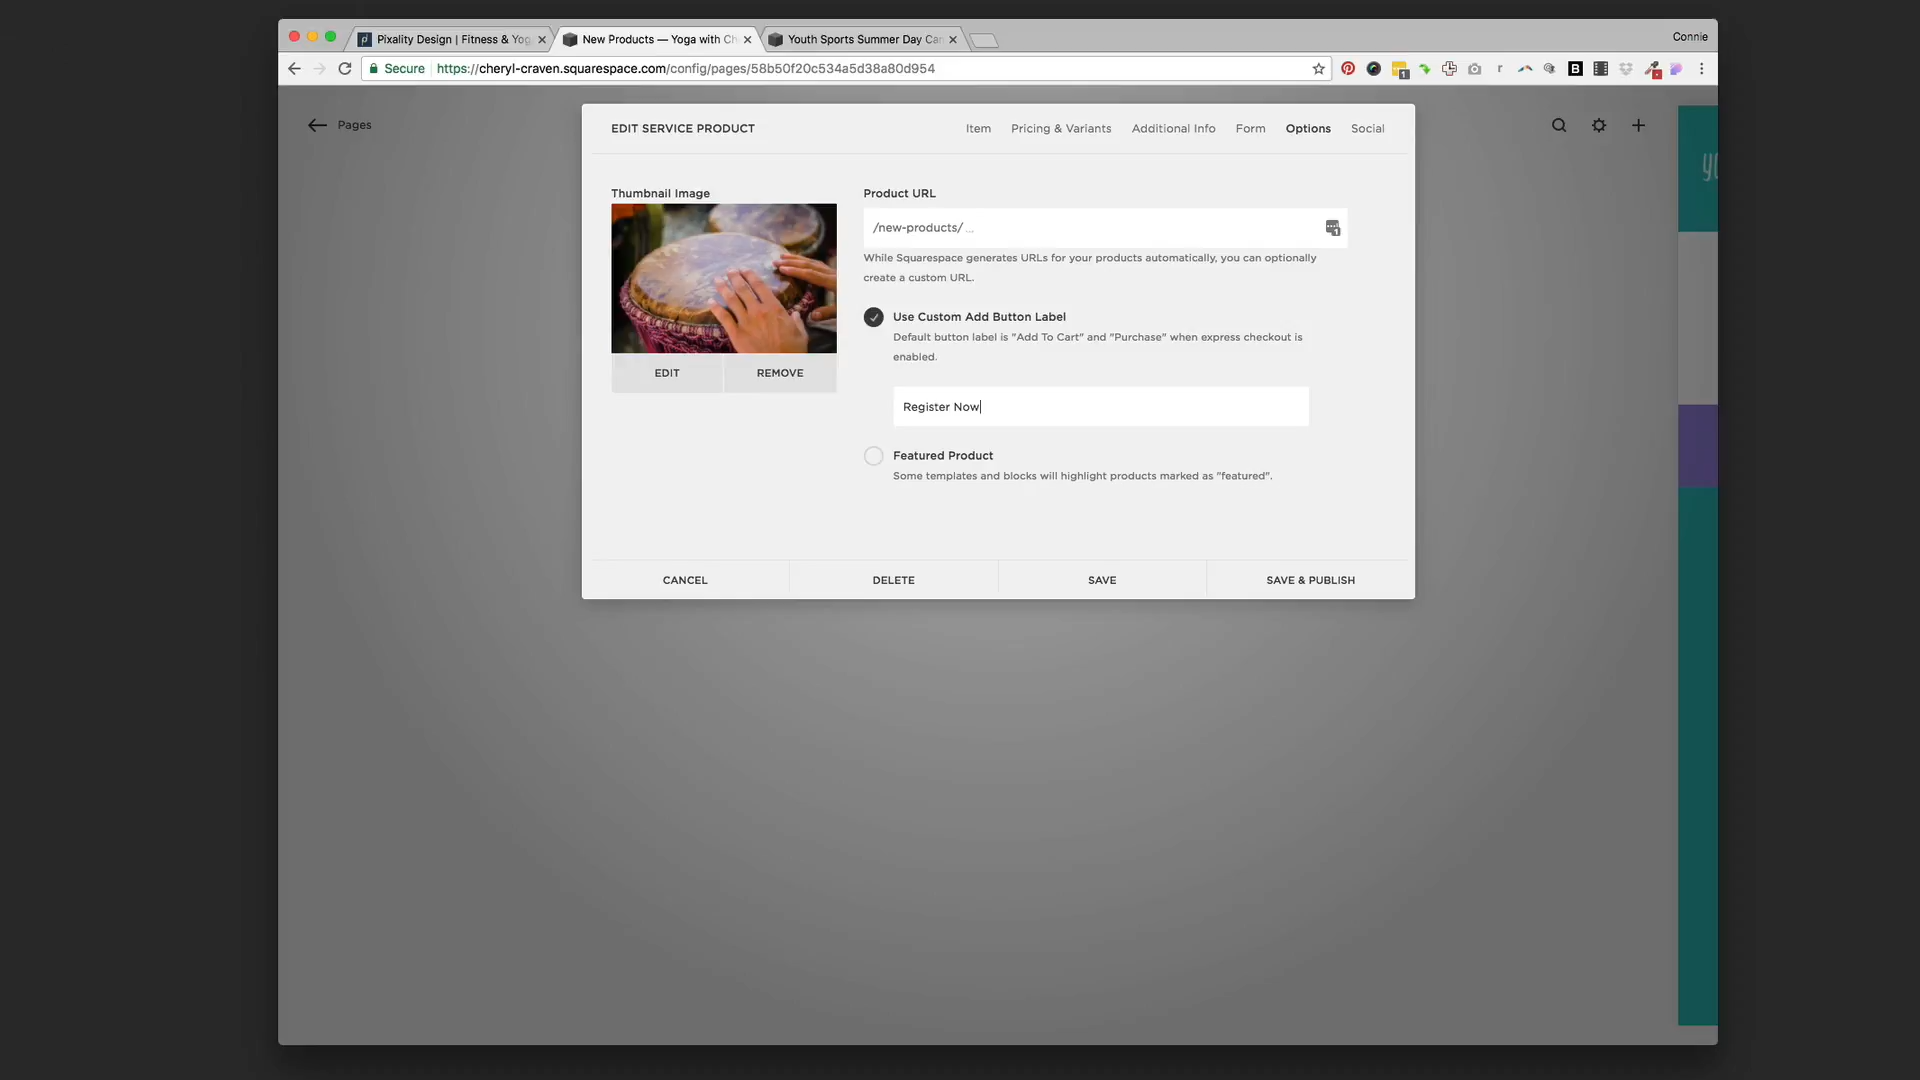 Pixality Design | Fitness & Yog
New Products — Yoga with Ch
Youth Sports Summer Day Can
Connie
Secure https://cheryl-craven.squarespace.com/config/pages/58b50f20c534a5d38a80d954
Pages
EDIT SERVICE PRODUCT
Item
Pricing & Variants
Additional Info
Form
Options
Social
Thumbnail Image
EDIT
REMOVE
Product URL
/new-products/ ...
While Squarespace generates URLs for your products automatically, you can optionally
create a custom URL.
Use Custom Add Button Label
Default button label is "Add To Cart" and "Purchase" when express checkout is
enabled.
Register Now
Featured Product
Some templates and blocks will highlight products marked as "featured".
CANCEL
DELETE
SAVE
SAVE & PUBLISH